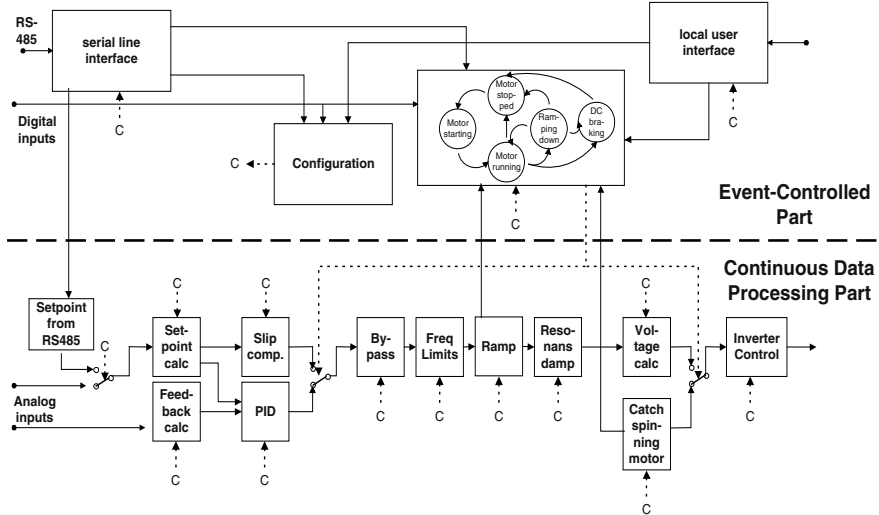 RS-
485
serial line
interface
local user
interface
C
C
Digital
inputs
Motor
stop-
ped
Motor
starting
Ram-
ping
down
DC
bra-
king
Motor
running
C
Configuration
C
Event-Controlled
Part
Continuous Data
Processing Part
C
C
C
C
Setpoint
from
RS485
Set-
point
calc
Slip
comp.
By-
pass
Freq
Limits
Ramp
Reso-
nans
damp
Vol-
tage
calc
Inverter
Control
Analog
inputs
Feed-
back
calc
PID
C
C
C
C
C
Catch
spin-
ning
motor
C
C
C